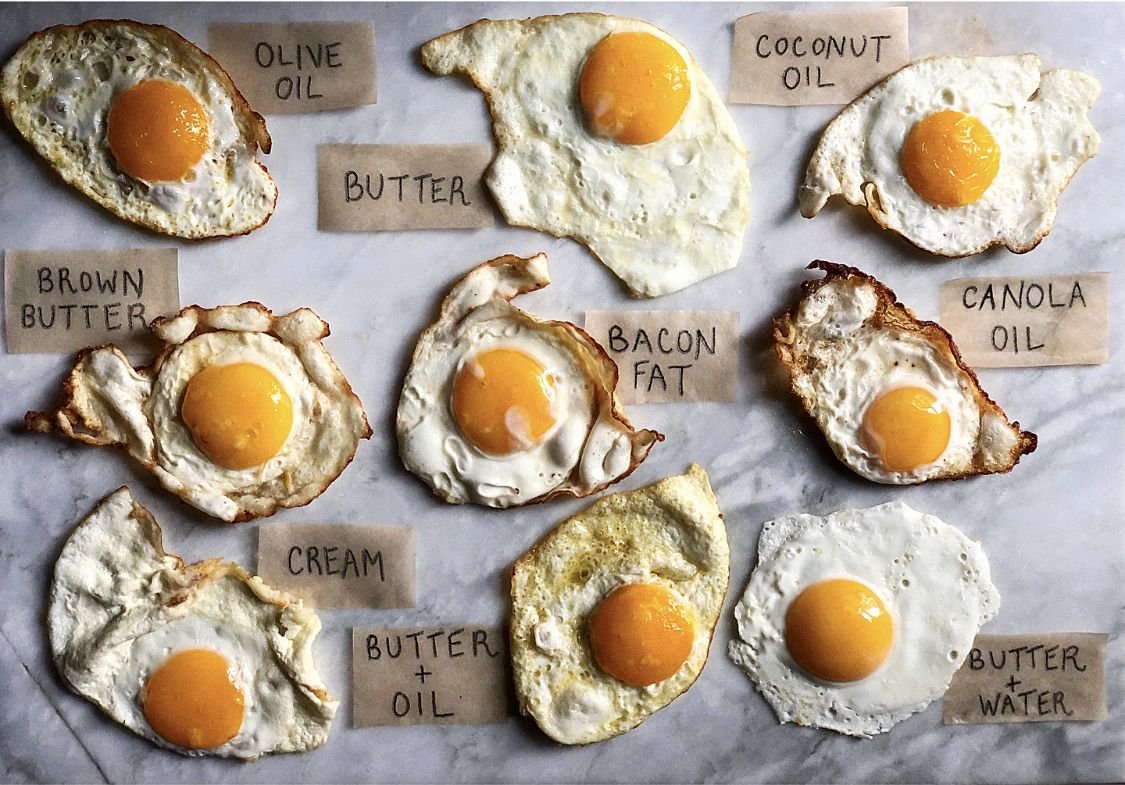 OLIVE
OIL
BUTTER
COCONUT
OIL
BROWN
BUTTER
BACON
FAT
CANOLA
OIL
CREAM
BUTTER
+
OIL
BUTTER
+
WATER